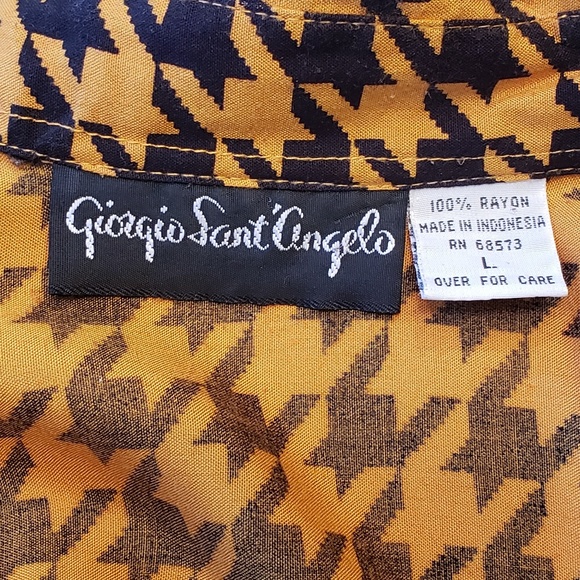 Giorgio Sant'Angelo
100% RAYON
MADE IN INDONESIA
RN 68573
L.
OVER FOR CARE